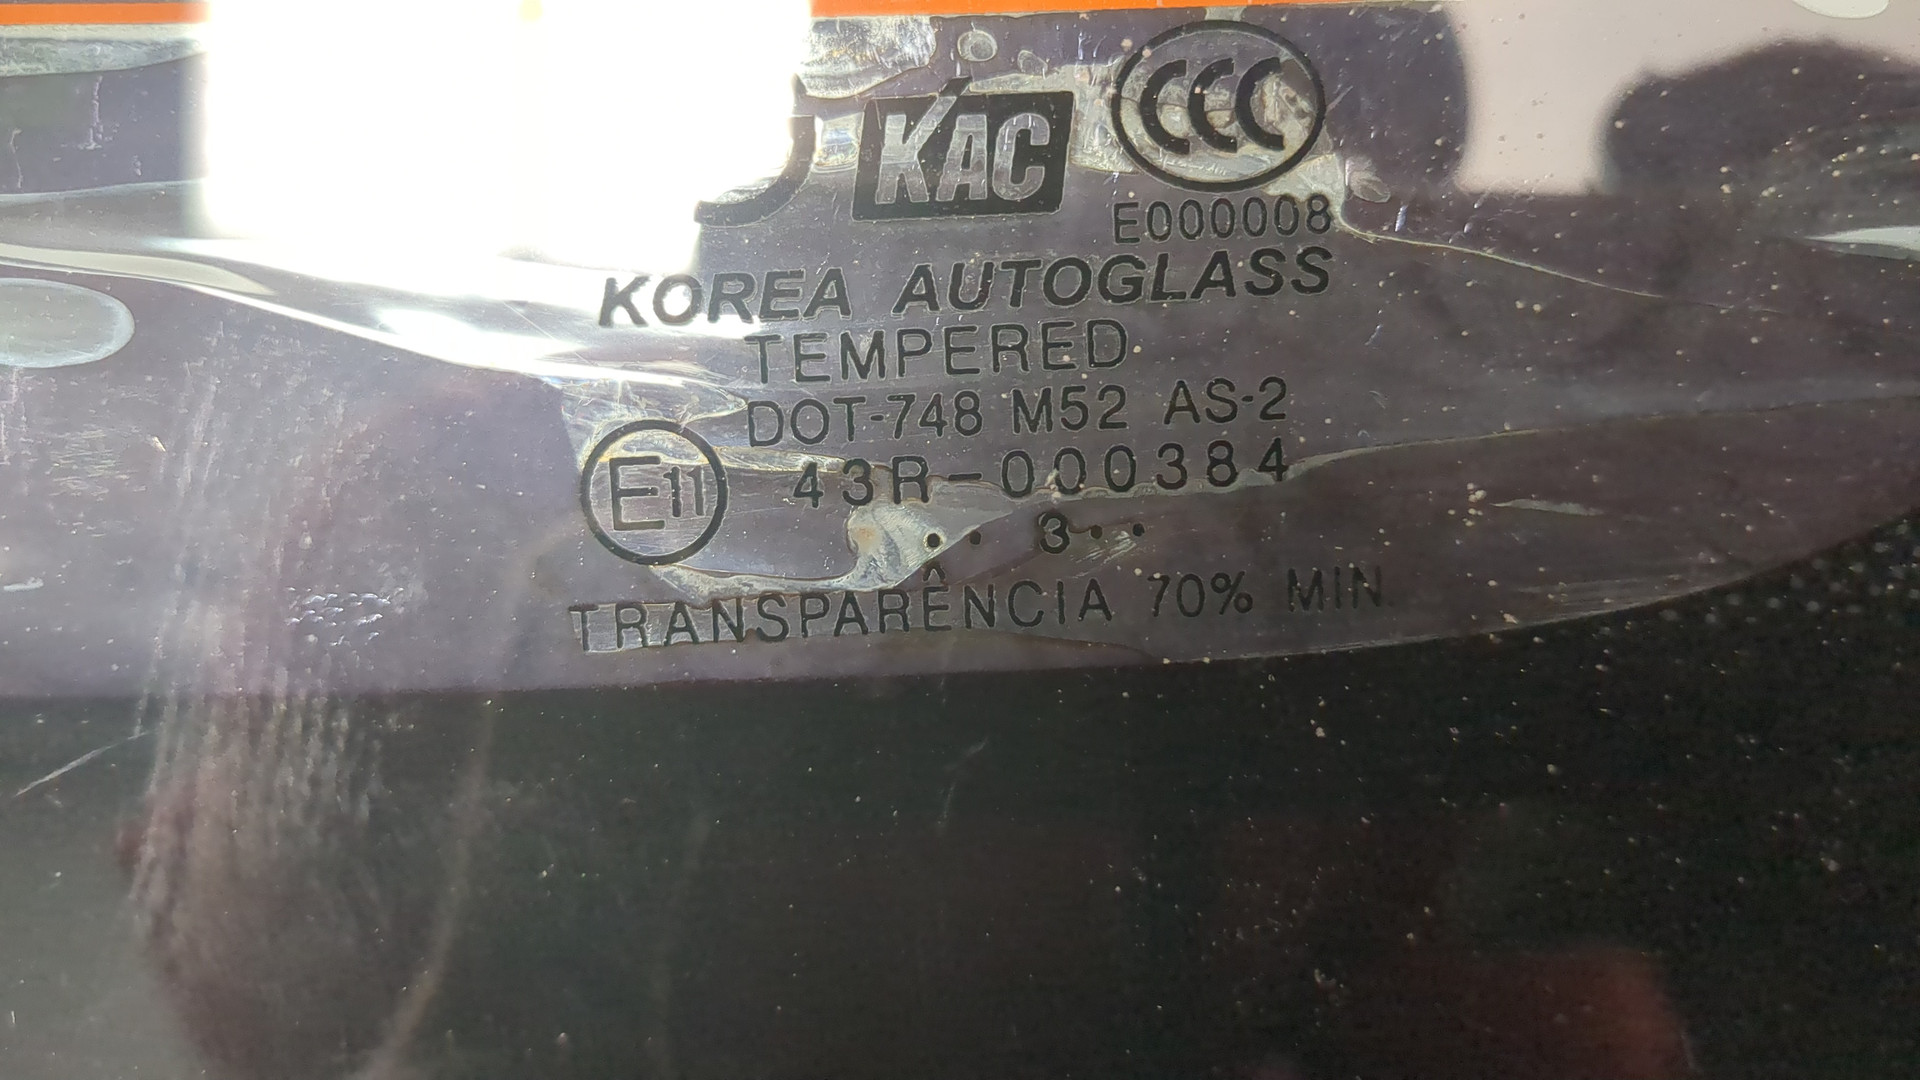 KAC CCC
E000008
KOREA AUTOGLASS
TEMPERED
DOT-748 M52 AS-2
E11 43R-000384
•• 3••
TRANSPARÊNCIA 70% MIN.